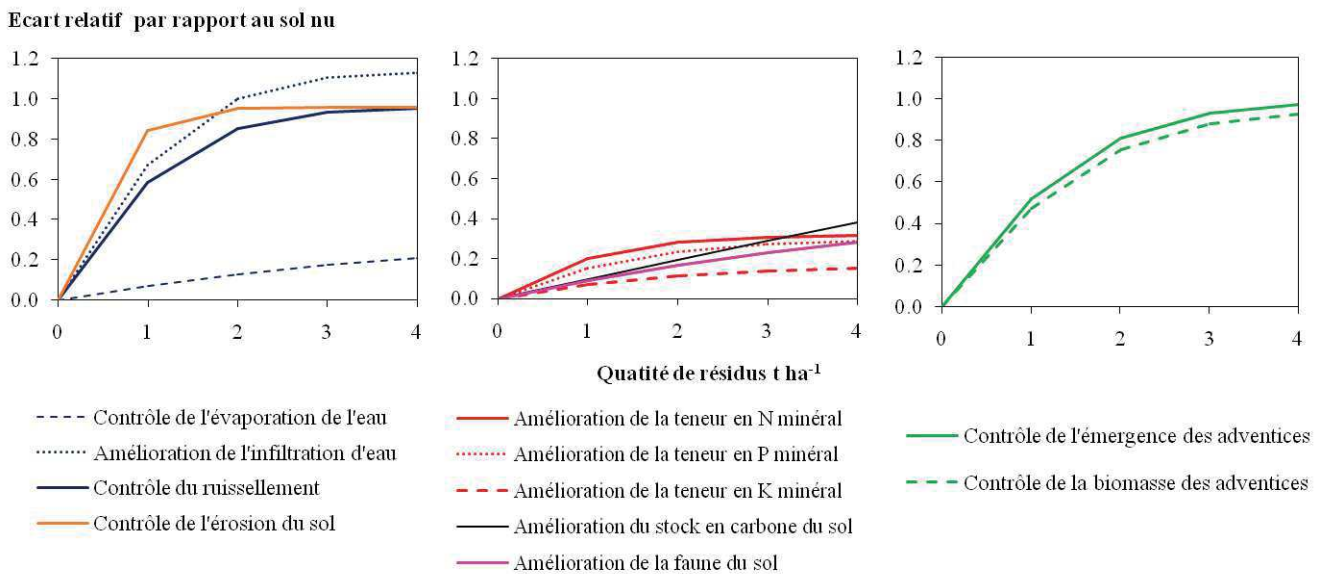 Ecart relatif par rapport au sol nu
1.2
1.0
0.8
0.6
0.4
0.2
0.0
0 1 2 3 4
1.2
1.0
0.8
0.6
0.4
0.2
0.0
0 1 2 3 4
1.2
1.0
0.8
0.6
0.4
0.2
0.0
0 1 2 3 4
Quatité de résidus t ha⁻¹
Contrôle de l'évaporation de l'eau
Amélioration de l'infiltration d'eau
Contrôle du ruissellement
Contrôle de l'érosion du sol
Amélioration de la teneur en N minéral
Amélioration de la teneur en P minéral
Amélioration de la teneur en K minéral
Amélioration du stock en carbone du sol
Amélioration de la faune du sol
Contrôle de l'émergence des adventices
Contrôle de la biomasse des adventices